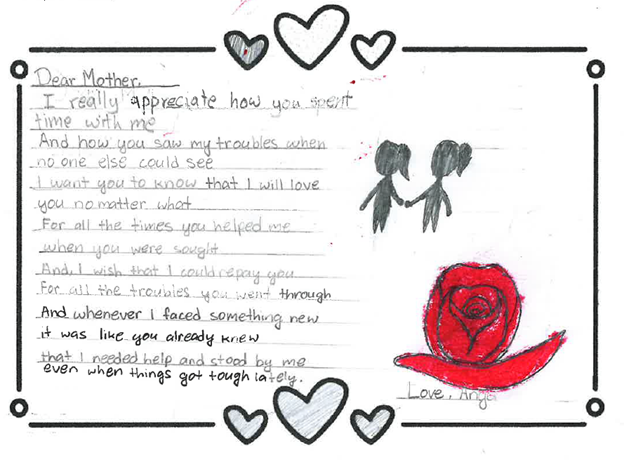 Dear Mother.
I really appreciate how you spent
time with me
And how you saw my troubles when
no one else could see
I want you to know that I will love
you no matter what
For all the times you helped me
when you were sought
And, I wish that I could repay you
For all the troubles you went through
And whenever I faced something new
it was like you already knew
that I needed help and stood by me
even when things got tough lately.
Love,